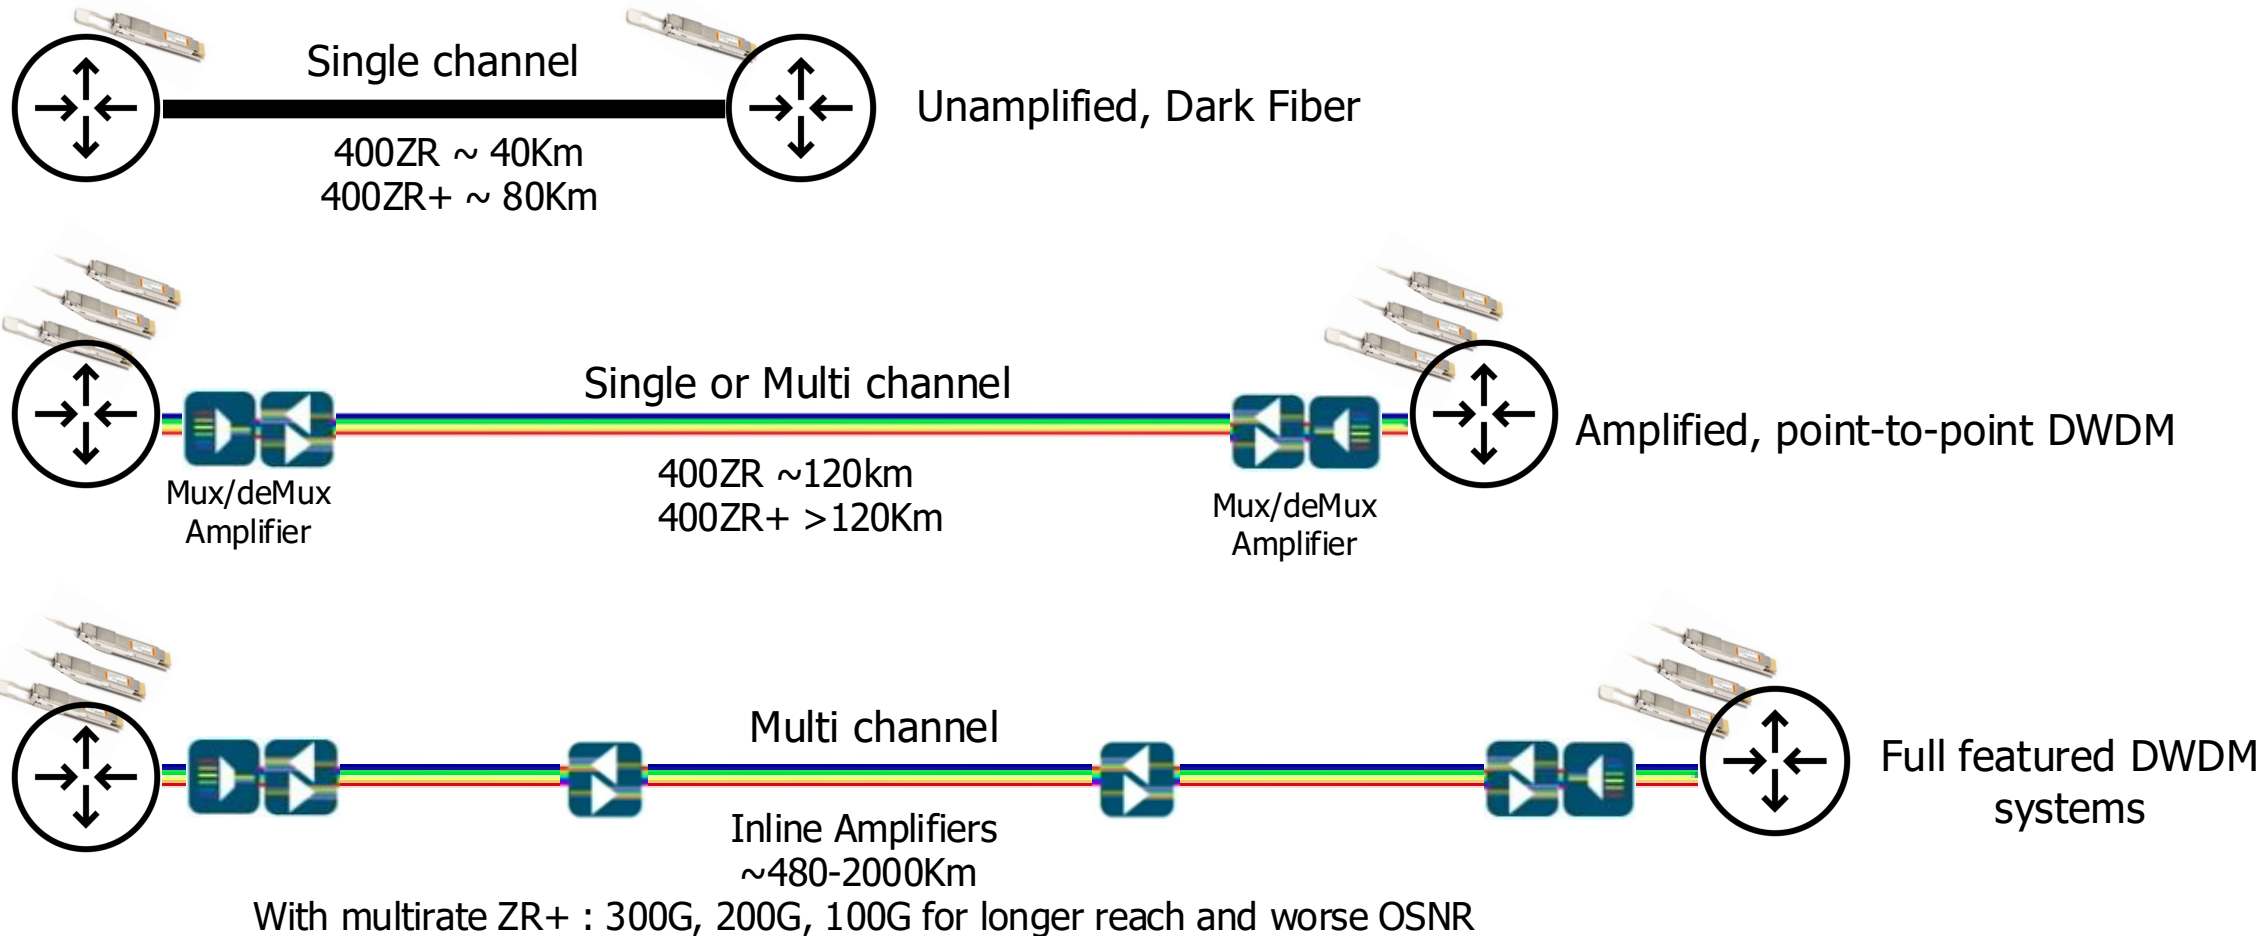 Single channel
Unamplified, Dark Fiber
400ZR ~ 40Km
400ZR+ ~ 80Km
Single or Multi channel
Amplified, point-to-point DWDM
400ZR ~120km
400ZR+ >120Km
Mux/deMux
Amplifier
Mux/deMux
Amplifier
Multi channel
Full featured DWDM
systems
Inline Amplifiers
~480-2000Km
With multirate ZR+ : 300G, 200G, 100G for longer reach and worse OSNR